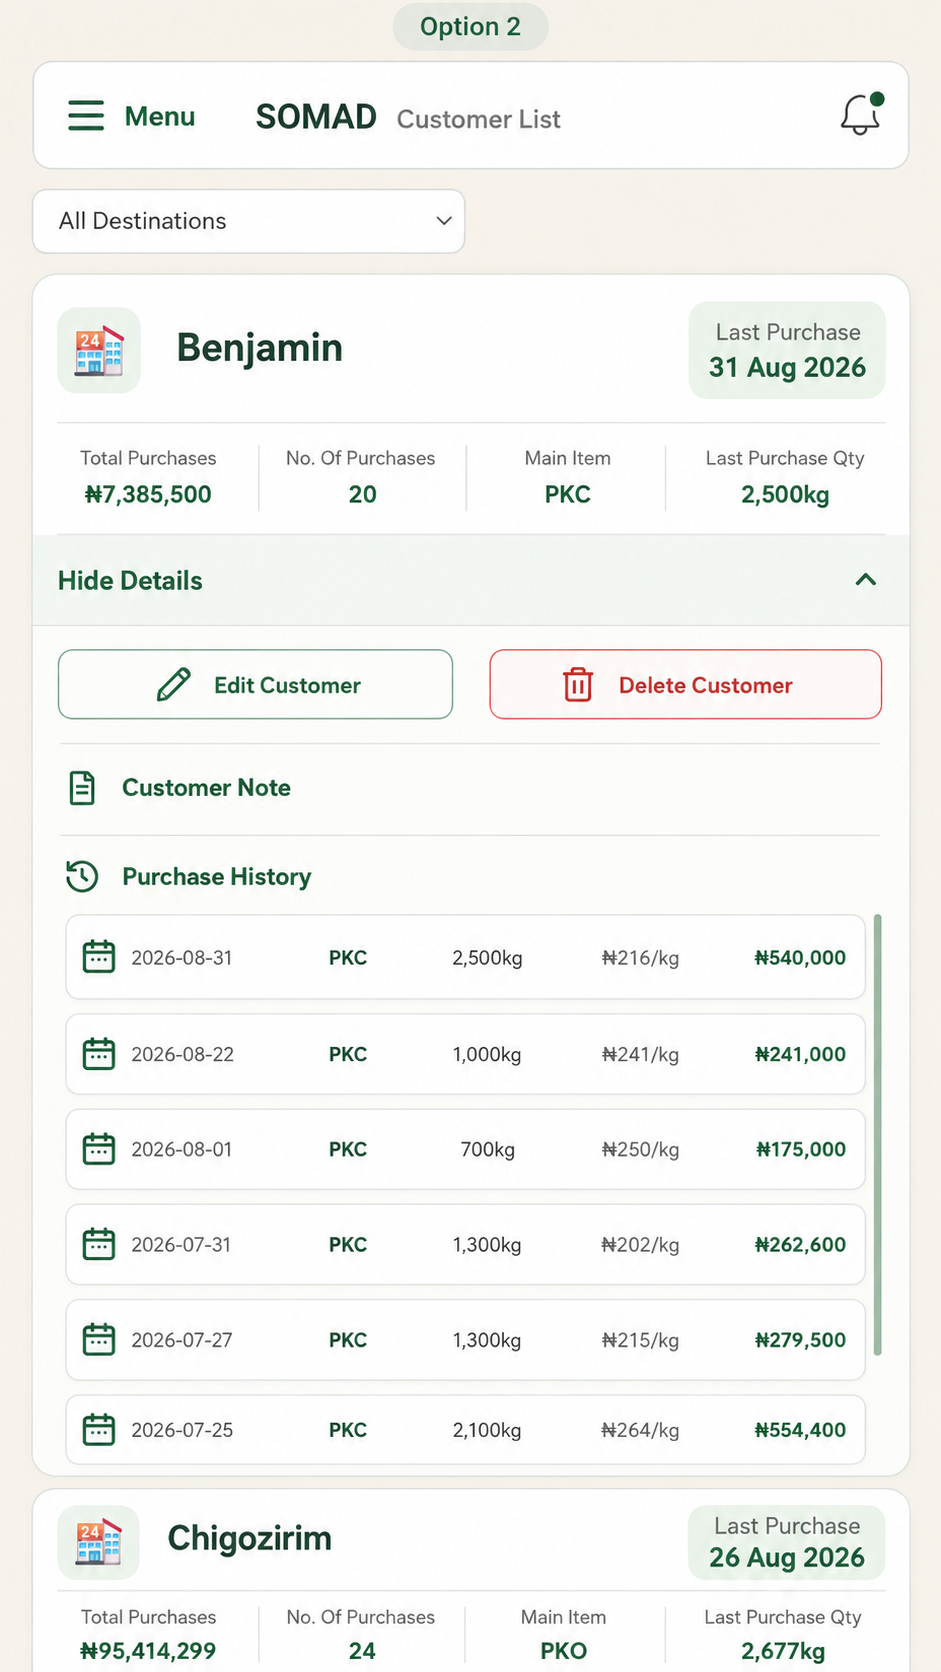 Option 2
Menu SOMAD Customer List
All Destinations
24 Benjamin
Last Purchase
31 Aug 2026
Total Purchases No. Of Purchases Main Item Last Purchase Qty
₦7,385,500 20 PKC 2,500kg
Hide Details
Edit Customer Delete Customer
Customer Note
Purchase History
2026-08-31 PKC 2,500kg ₦216/kg ₦540,000
2026-08-22 PKC 1,000kg ₦241/kg ₦241,000
2026-08-01 PKC 700kg ₦250/kg ₦175,000
2026-07-31 PKC 1,300kg ₦202/kg ₦262,600
2026-07-27 PKC 1,300kg ₦215/kg ₦279,500
2026-07-25 PKC 2,100kg ₦264/kg ₦554,400
24 Chigozirim
Last Purchase
26 Aug 2026
Total Purchases No. Of Purchases Main Item Last Purchase Qty
₦95,414,299 24 PKO 2,677kg